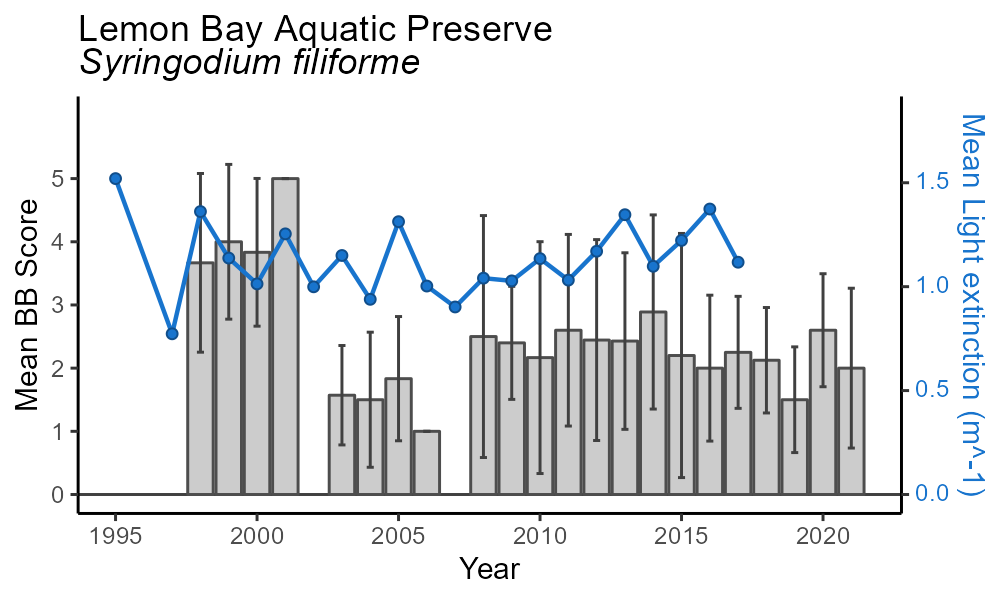 Lemon Bay Aquatic Preserve
Syringodium filiforme
Mean BB Score
5
4
3
2
1
0
1.5
1.0
0.5
0.0
Mean Light extinction (m^-1)
1995 2000 2005 2010 2015 2020
Year